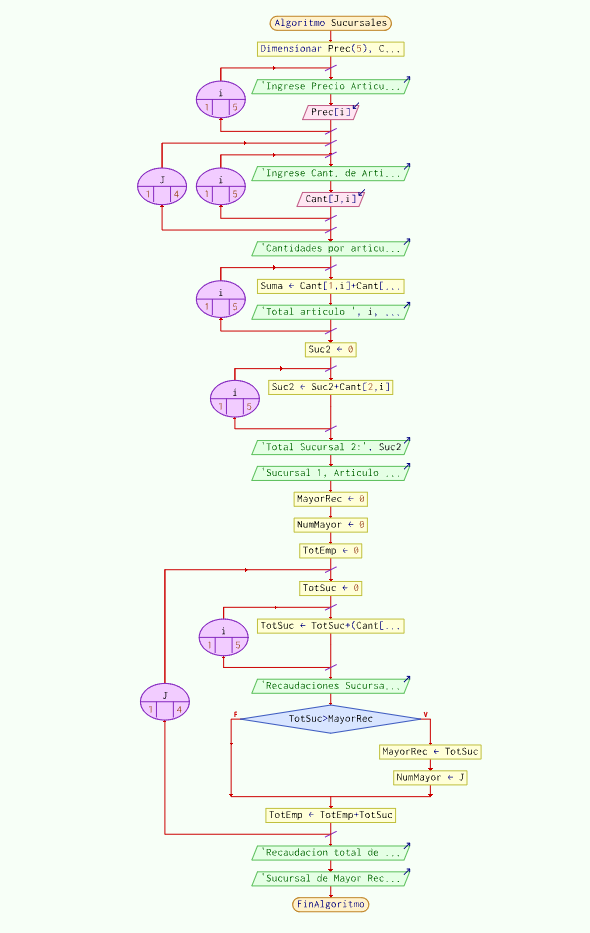 Algoritmo Sucursales
Dimensionar Prec(5), C...
i
1 5
'Ingrese Precio Articu...
Prec[i]
J
1 4
i
1 5
'Ingrese Cant. de Arti...
Cant[J,i]
'Cantidades por articu...
i
1 5
Suma ← Cant[1,i]+Cant[...
'Total articulo ', i, ...
Suc2 ← 0
i
1 5
Suc2 ← Suc2+Cant[2,i]
'Total Sucursal 2:', Suc2
'Sucursal 1, Articulo ...
MayorRec ← 0
NumMayor ← 0
TotEmp ← 0
J
1 4
TotSuc ← 0
i
1 5
TotSuc ← TotSuc+(Cant[...
'Recaudaciones Sucursa...
F
TotSuc>MayorRec
V
MayorRec ← TotSuc
NumMayor ← J
TotEmp ← TotEmp+TotSuc
'Recaudacion total de ...
'Sucursal de Mayor Rec...
FinAlgoritmo